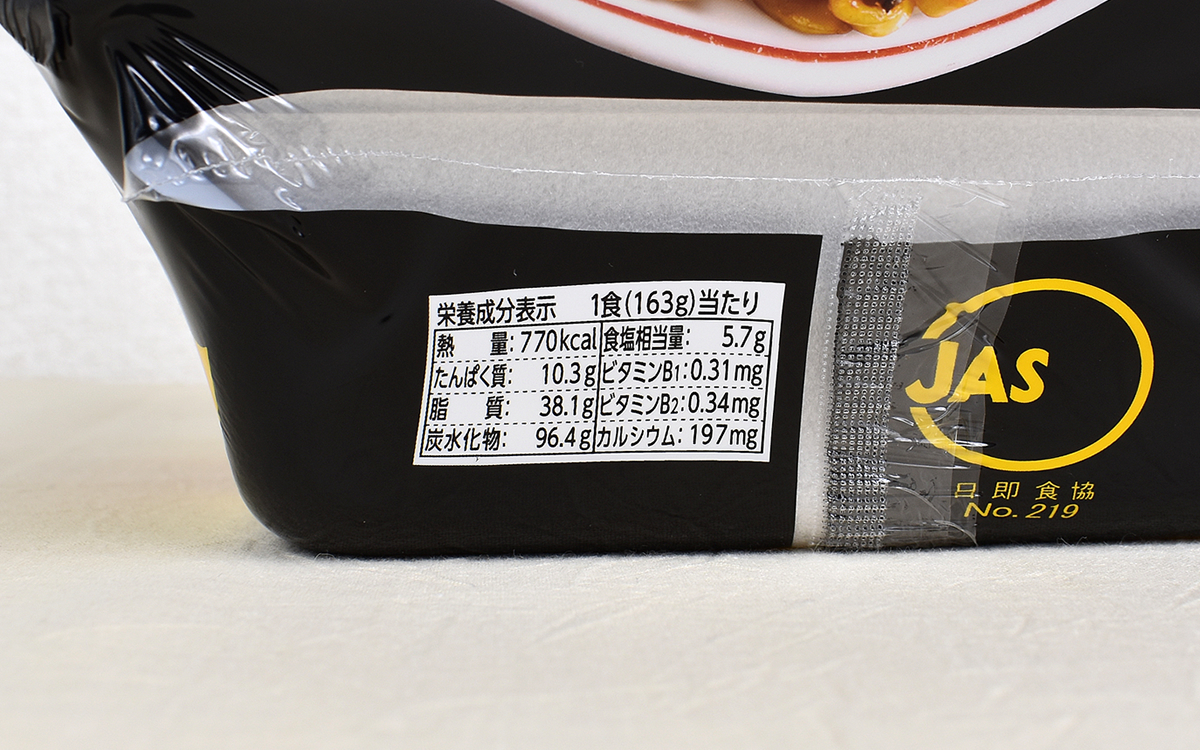 栄養成分表示 1食(163g)当たり
熱 量: 770kcal 食塩相当量: 5.7g
たんぱく質: 10.3g ビタミンB1: 0.31mg
脂 質: 38.1g ビタミンB2: 0.34mg
炭水化物: 96.4g カルシウム: 197mg
JAS
日即食協
No. 219